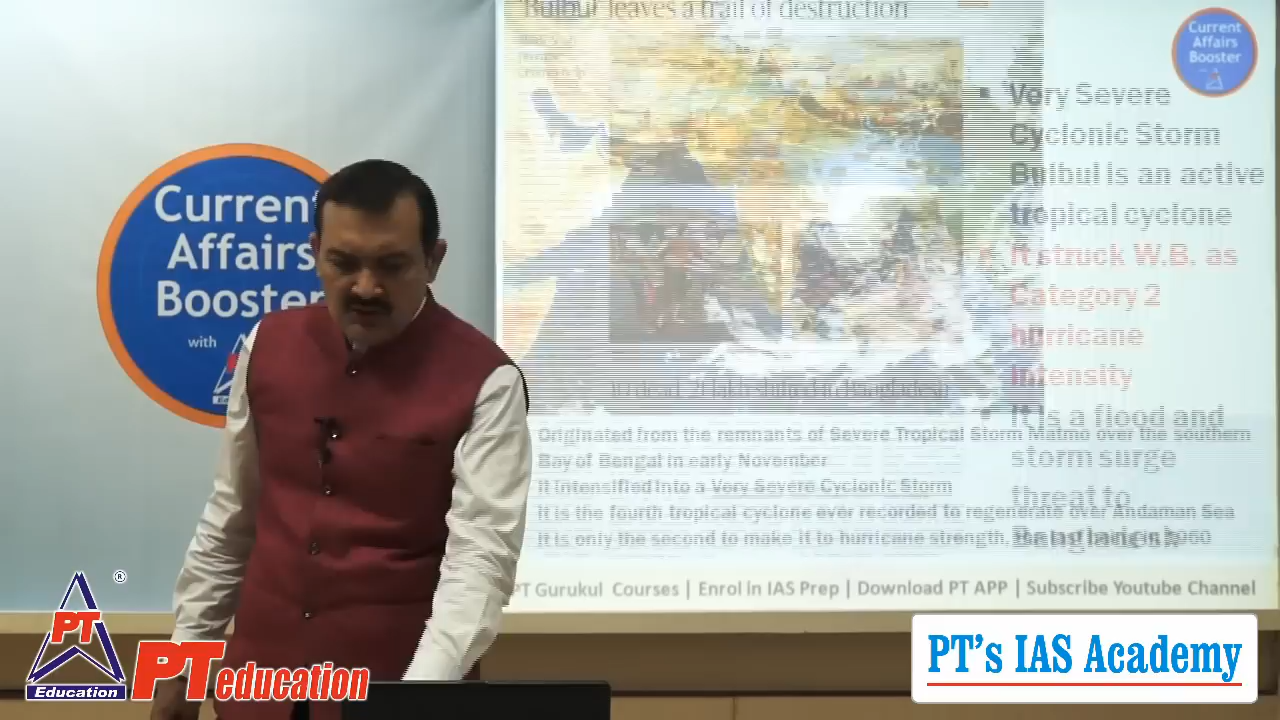 'Bulbul' leaves a trail of destruction
Current
Affairs
Booster
Very Severe
Cyclonic Storm
Bulbul is an active
tropical cyclone
It struck W.B. as
Category 2
hurricane
intensity
It is a flood and
storm surge
threat to
Bangladesh
Current
Affairs
Booster
with
Originated from the remnants of Severe Tropical Storm Matmo over the southern
Bay of Bengal in early November
It intensified into a Very Severe Cyclonic Storm
It is the fourth tropical cyclone ever recorded to regenerate over Andaman Sea
It is only the second to make it to hurricane strength, in 1960
PT Gurukul Courses | Enrol in IAS Prep | Download PT APP | Subscribe Youtube Channel
PT
®
Education
PT education
PT's IAS Academy